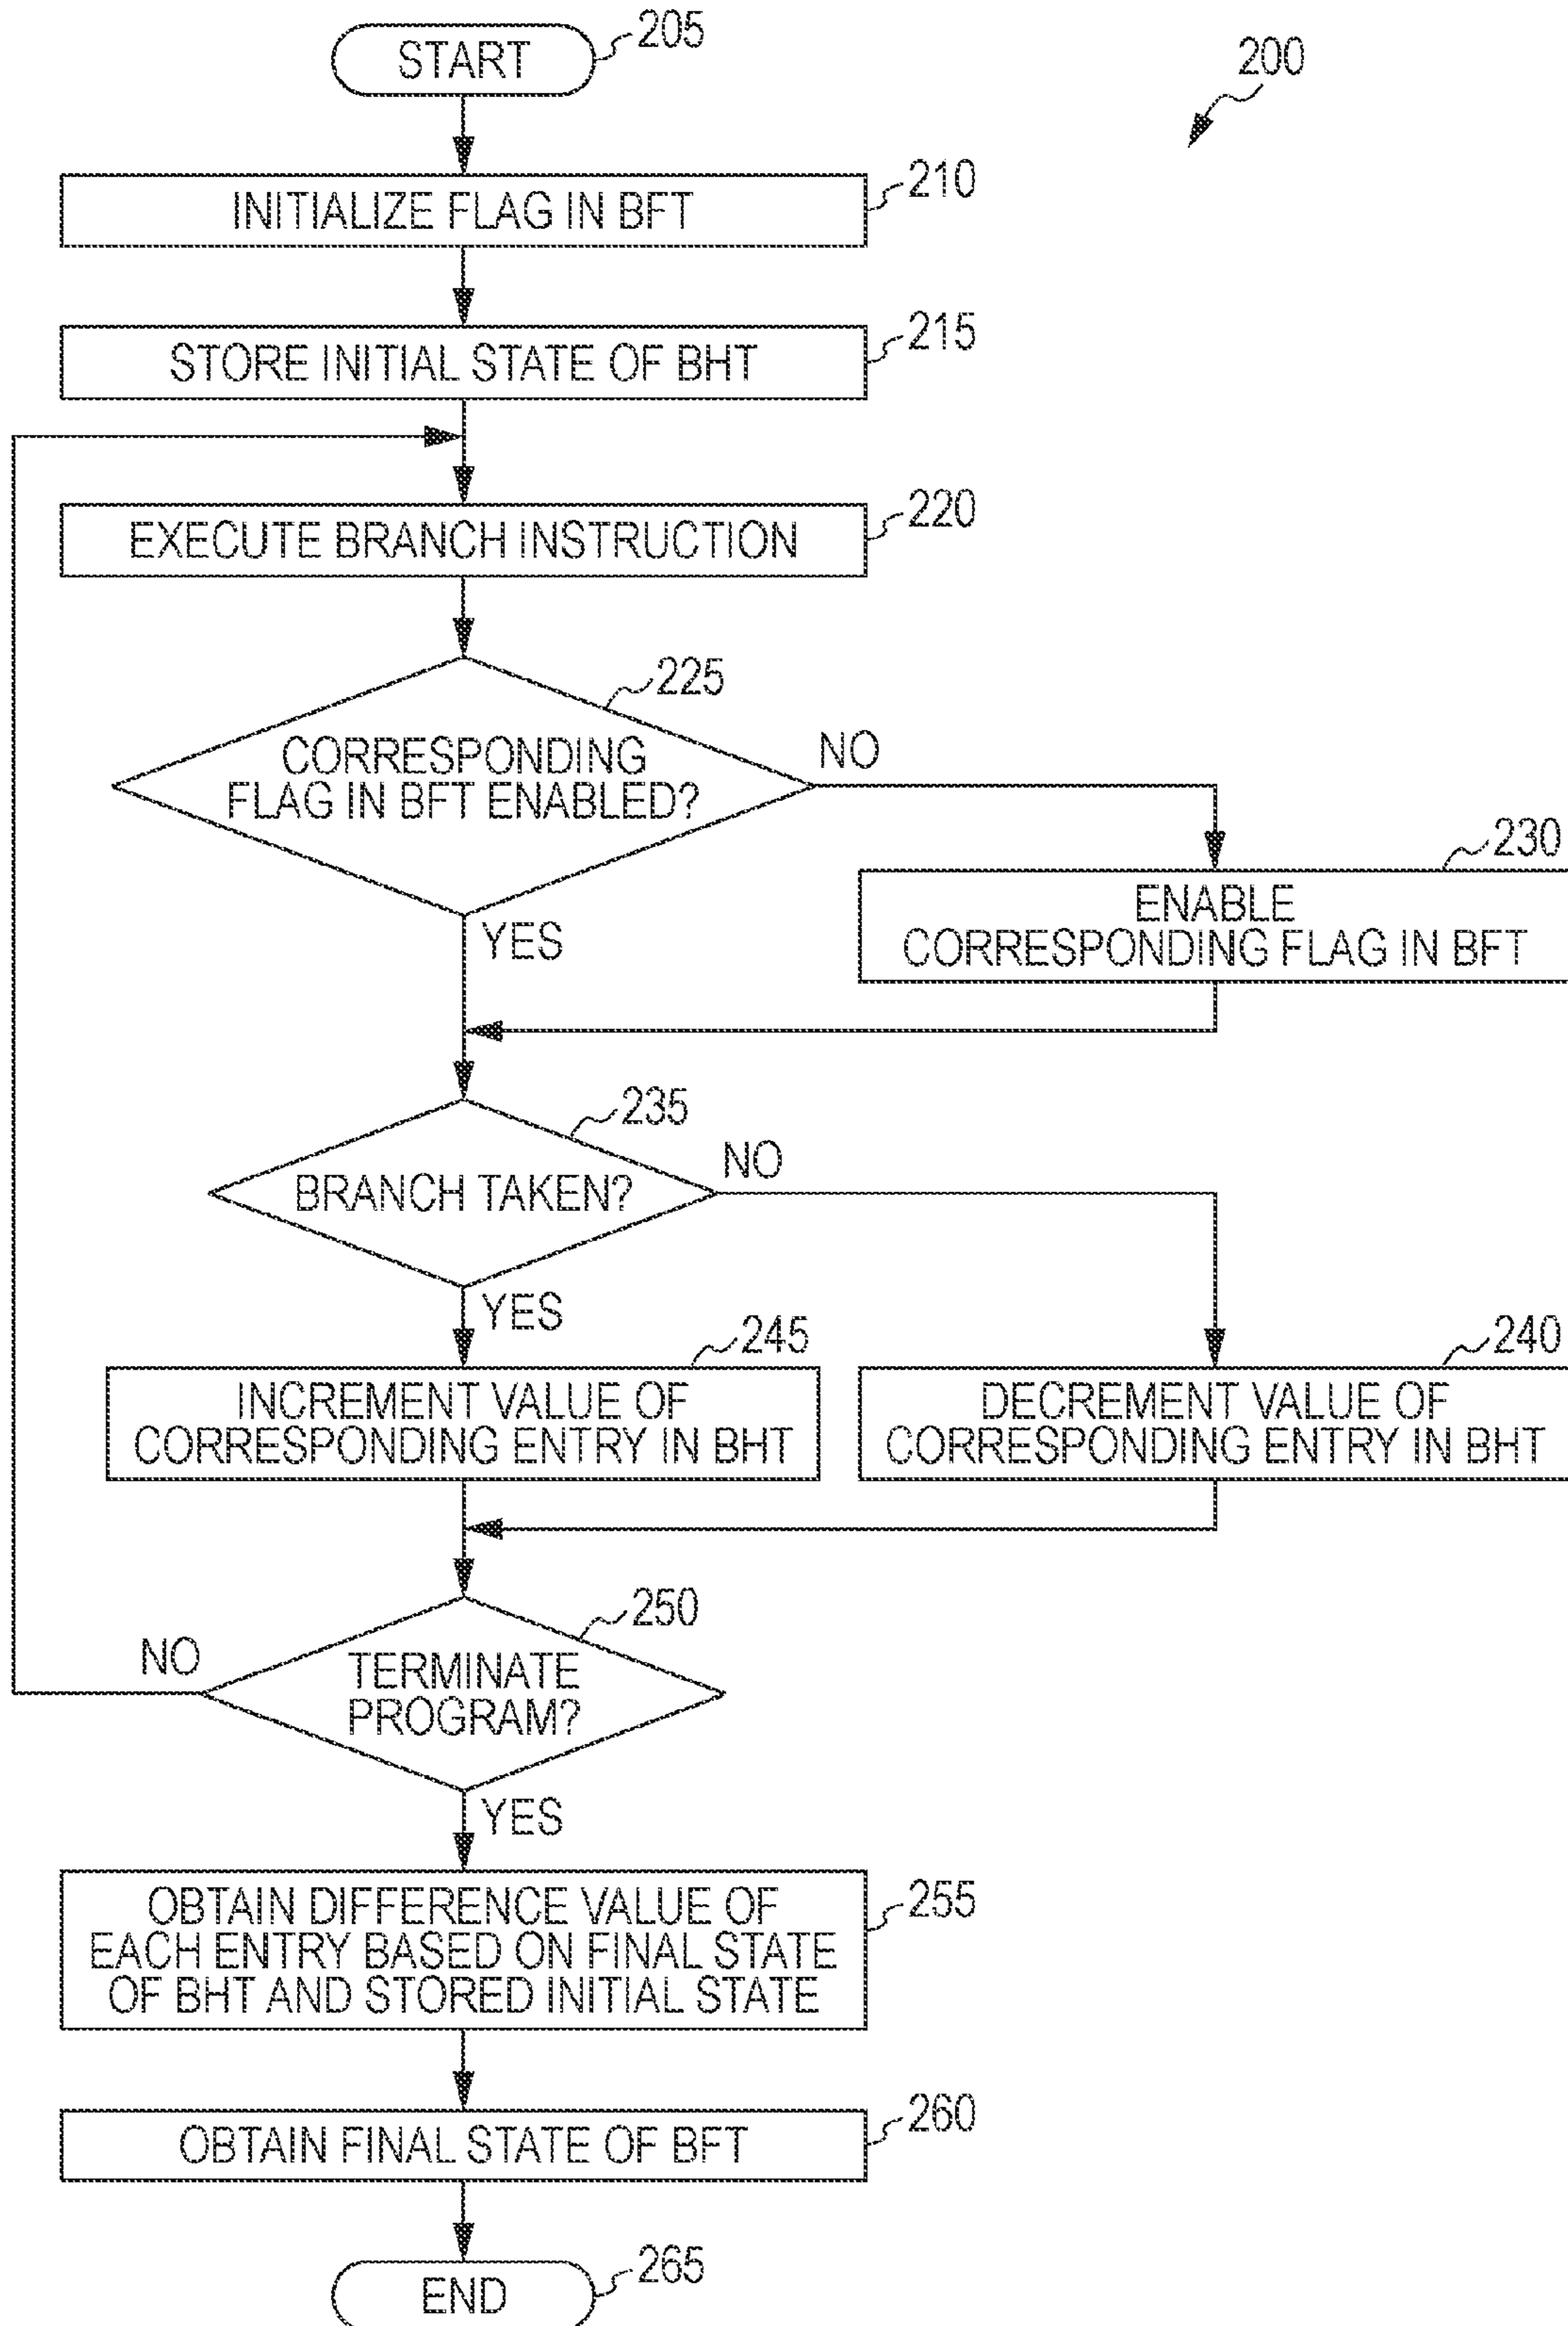 START
205
200
INITIALIZE FLAG IN BFT
210
STORE INITIAL STATE OF BHT
215
EXECUTE BRANCH INSTRUCTION
220
225
CORRESPONDING
FLAG IN BFT ENABLED?
NO
YES
230
ENABLE
CORRESPONDING FLAG IN BFT
235
BRANCH TAKEN?
NO
YES
245
INCREMENT VALUE OF
CORRESPONDING ENTRY IN BHT
240
DECREMENT VALUE OF
CORRESPONDING ENTRY IN BHT
250
NO
TERMINATE
PROGRAM?
YES
OBTAIN DIFFERENCE VALUE OF
EACH ENTRY BASED ON FINAL STATE
OF BHT AND STORED INITIAL STATE
255
OBTAIN FINAL STATE OF BFT
260
END
265